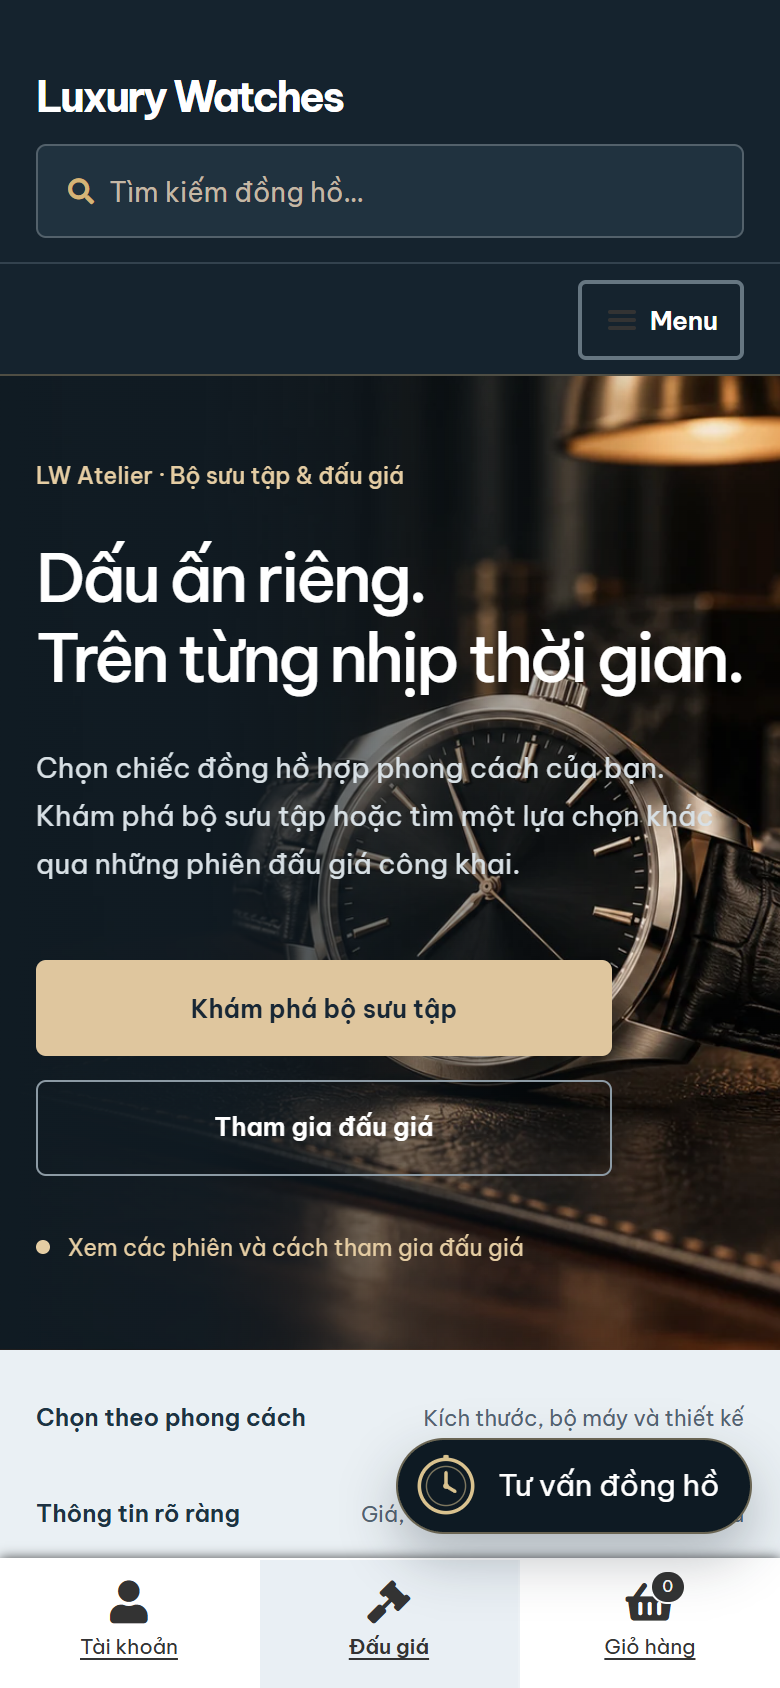 Luxury Watches
Tìm kiếm đồng hồ...
Menu
LW Atelier · Bộ sưu tập & đấu giá
Dấu ấn riêng.
Trên từng nhịp thời gian.
Chọn chiếc đồng hồ hợp phong cách của bạn.
Khám phá bộ sưu tập hoặc tìm một lựa chọn khác
qua những phiên đấu giá công khai.
Khám phá bộ sưu tập
Tham gia đấu giá
Xem các phiên và cách tham gia đấu giá
Chọn theo phong cách
Kích thước, bộ máy và thiết kế
Tư vấn đồng hồ
Thông tin rõ ràng
Giá,
0
Tài khoản
Đấu giá
Giỏ hàng